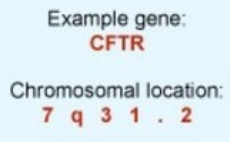 Example gene:
CFTR
Chromosomal location:
7 q 3 1 . 2